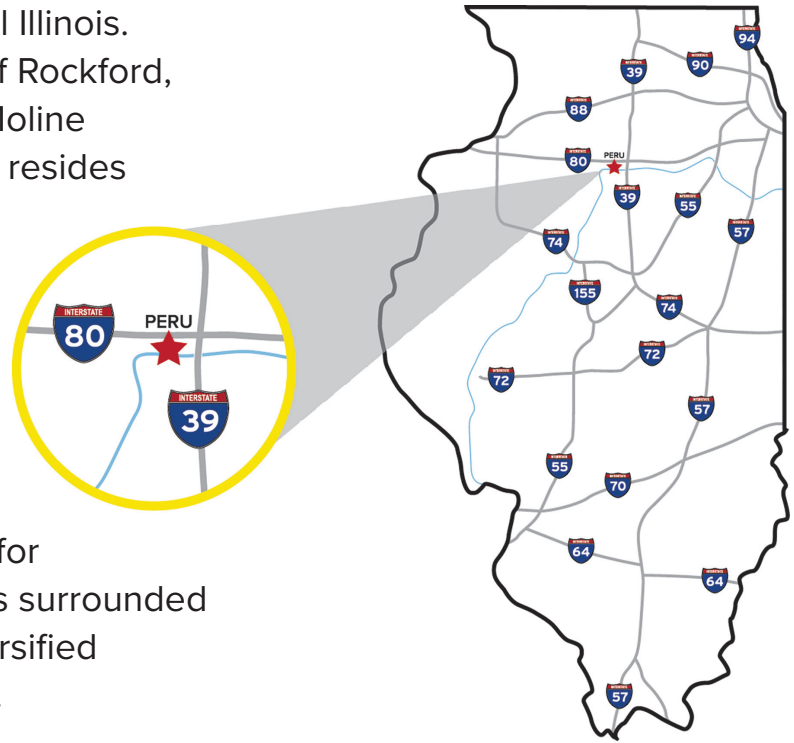 l Illinois.
f Rockford,
loline
resides
for
s surrounded
rsified
INTERSTATE
80
PERU
INTERSTATE
39
94
39
90
88
80
PERU
39
55
57
74
155
74
72
72
57
55
70
64
64
57